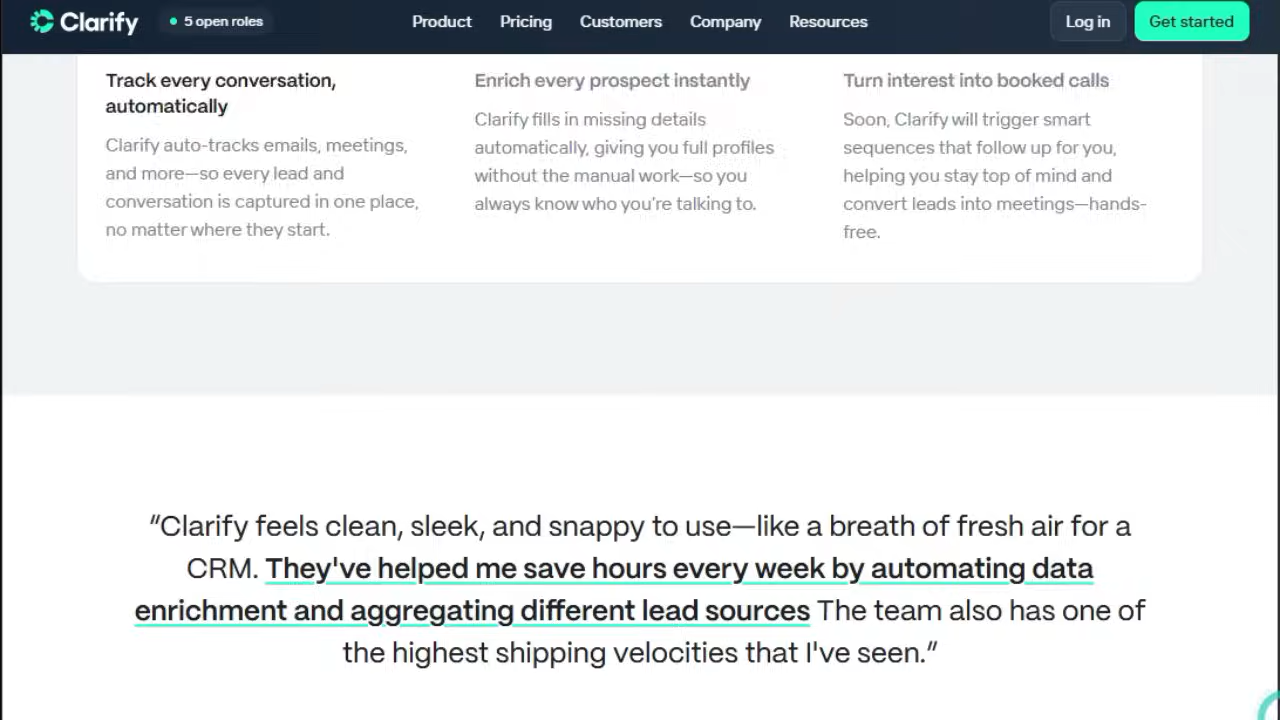 Clarify
5 open roles
Product
Pricing
Customers
Company
Resources
Log in
Get started
Track every conversation,
automatically
Clarify auto-tracks emails, meetings,
and more—so every lead and
conversation is captured in one place,
no matter where they start.
Enrich every prospect instantly
Clarify fills in missing details
automatically, giving you full profiles
without the manual work—so you
always know who you're talking to.
Turn interest into booked calls
Soon, Clarify will trigger smart
sequences that follow up for you,
helping you stay top of mind and
convert leads into meetings—hands-
free.
“Clarify feels clean, sleek, and snappy to use—like a breath of fresh air for a
CRM. They've helped me save hours every week by automating data
enrichment and aggregating different lead sources The team also has one of
the highest shipping velocities that I've seen.”